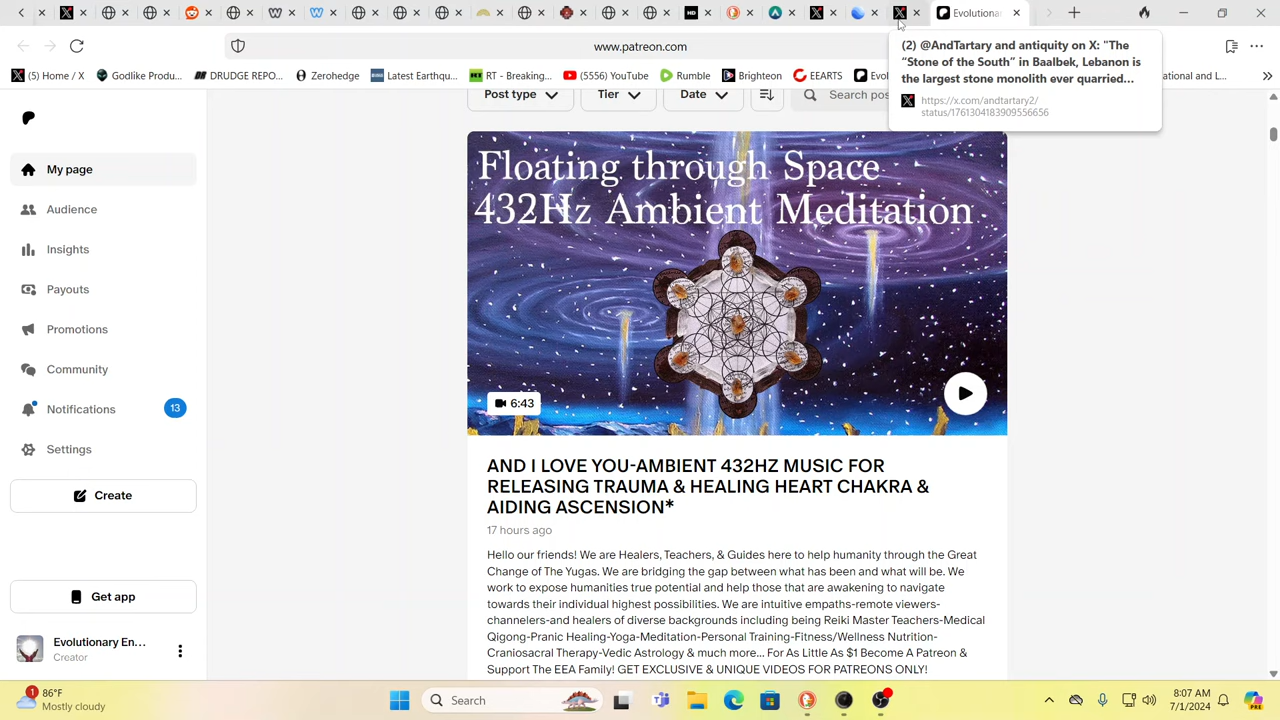 Evolutiona
www.patreon.com
(5) Home / X
Godlike Produ...
DRUDGE REPO...
Zerohedge
Latest Earthqu...
RT - Breaking...
(5556) YouTube
Rumble
Brighteon
EEARTS
Evol
ational and L...
(2) @AndTartary and antiquity on X: "The
“Stone of the South” in Baalbek, Lebanon is
the largest stone monolith ever quarried...
https://x.com/andtartary2/
status/1761304183909556656
Post type
Tier
Date
Search pos
My page
Audience
Insights
Payouts
Promotions
Community
Notifications
13
Settings
Create
Get app
Evolutionary En...
Creator
Floating through Space
432Hz Ambient Meditation
6:43
AND I LOVE YOU-AMBIENT 432HZ MUSIC FOR
RELEASING TRAUMA & HEALING HEART CHAKRA &
AIDING ASCENSION*
17 hours ago
Hello our friends! We are Healers, Teachers, & Guides here to help humanity through the Great
Change of The Yugas. We are bridging the gap between what has been and what will be. We
work to expose humanities true potential and help those that are awakening to navigate
towards their individual highest possibilities. We are intuitive empaths-remote viewers-
channelers-and healers of diverse backgrounds including being Reiki Master Teachers-Medical
Qigong-Pranic Healing-Yoga-Meditation-Personal Training-Fitness/Wellness Nutrition-
Craniosacral Therapy-Vedic Astrology & much more... For As Little As $1 Become A Patreon &
Support The EEA Family! GET EXCLUSIVE & UNIQUE VIDEOS FOR PATREONS ONLY!
1
86°F
Mostly cloudy
Search
8:07 AM
7/1/2024